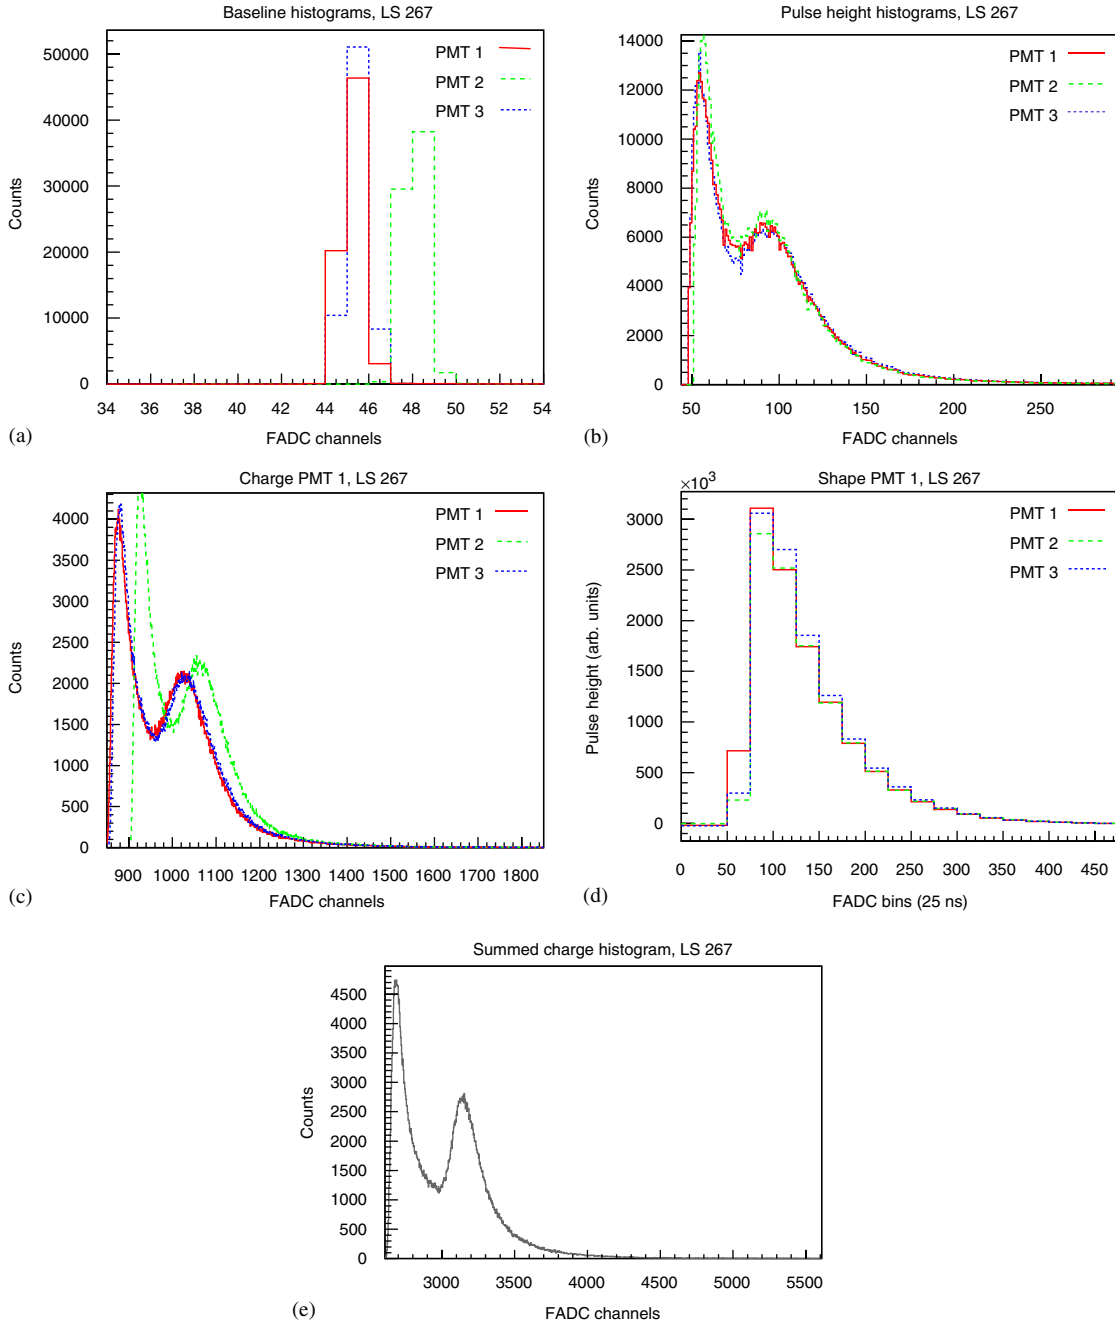 Baseline histograms, LS 267
PMT 1
PMT 2
PMT 3
Counts
50000
40000
30000
20000
10000
0
34 36 38 40 42 44 46 48 50 52 54
FADC channels
(a)
Pulse height histograms, LS 267
PMT 1
PMT 2
PMT 3
Counts
14000
12000
10000
8000
6000
4000
2000
0
50 100 150 200 250
FADC channels
(b)
Charge PMT 1, LS 267
PMT 1
PMT 2
PMT 3
Counts
4000
3500
3000
2500
2000
1500
1000
500
0
900 1000 1200 1300 1400 1500 1600 1700 1800
FADC channels
(c)
Shape PMT 1, LS 267
×10³
PMT 1
PMT 2
PMT 3
Pulse height (arb. units)
3000
2500
2000
1500
1000
500
0
0 50 100 150 200 250 300 350 400 450
FADC bins (25 ns)
(d)
Summed charge histogram, LS 267
Counts
4500
4000
3500
3000
2500
2000
1500
1000
500
0
3000 3500 4000 4500 5000 5500
FADC channels
(e)